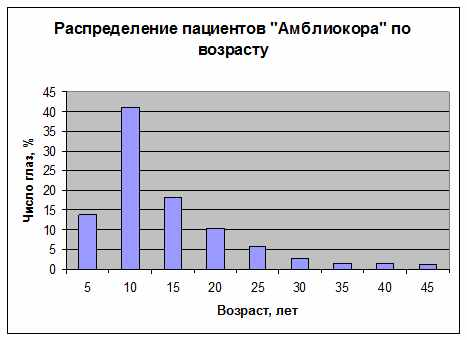 Распределение пациентов "Амблиокора" по
возрасту
Число глаз, %
45
40
35
30
25
20
15
10
5
0
5 10 15 20 25 30 35 40 45
Возраст, лет